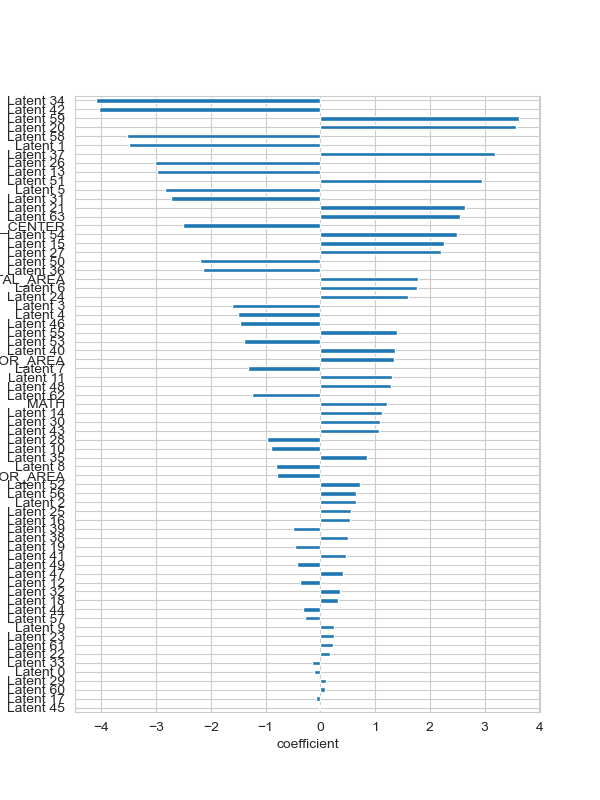 Latent 34
Latent 42
Latent 59
Latent 20
Latent 58
Latent 1
Latent 37
Latent 26
Latent 13
Latent 51
Latent 5
Latent 31
Latent 21
Latent 63
_CENTER
Latent 54
Latent 15
Latent 27
Latent 50
Latent 36
TAL_AREA
Latent 6
Latent 24
Latent 3
Latent 4
Latent 46
Latent 55
Latent 53
Latent 40
OR_AREA
Latent 7
Latent 11
Latent 48
Latent 62
MATH
Latent 14
Latent 30
Latent 43
Latent 28
Latent 10
Latent 35
Latent 8
OR_AREA
Latent 52
Latent 56
Latent 2
Latent 25
Latent 16
Latent 39
Latent 38
Latent 19
Latent 41
Latent 49
Latent 47
Latent 12
Latent 32
Latent 18
Latent 44
Latent 57
Latent 9
Latent 23
Latent 61
Latent 22
Latent 33
Latent 0
Latent 29
Latent 60
Latent 17
Latent 45
−4 −3 −2 −1 0 1 2 3 4
coefficient